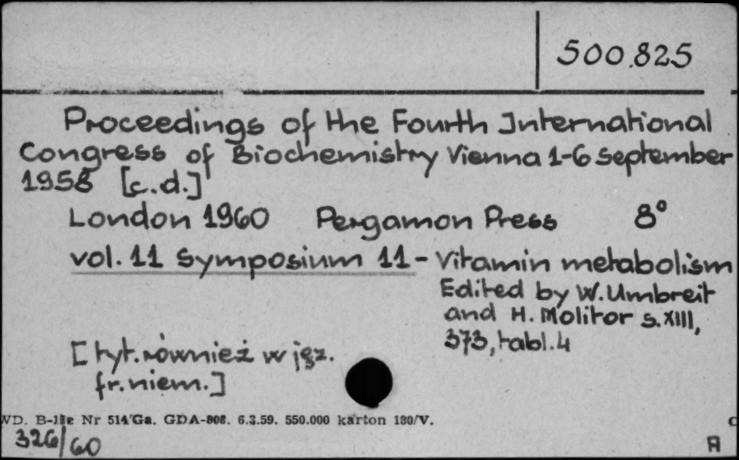 500.825
Proceedings of the Fourth International
Congress of Biochemistry Vienna 1-6 September
1958 [c.d.]
London 1960 Pergamon Press 8°
vol. 11 Symposium 11 - Vitamin metabolism
Edited by W. Umbreit
and H. Molitor s. XIII,
373, tabl. 4
[tyt. również w jęz.
fr. niem.]
WD. B-stwo Nr 514/Ga. GDA-808. 6.3.59. 550.000 karton 180/V.
326/60
A